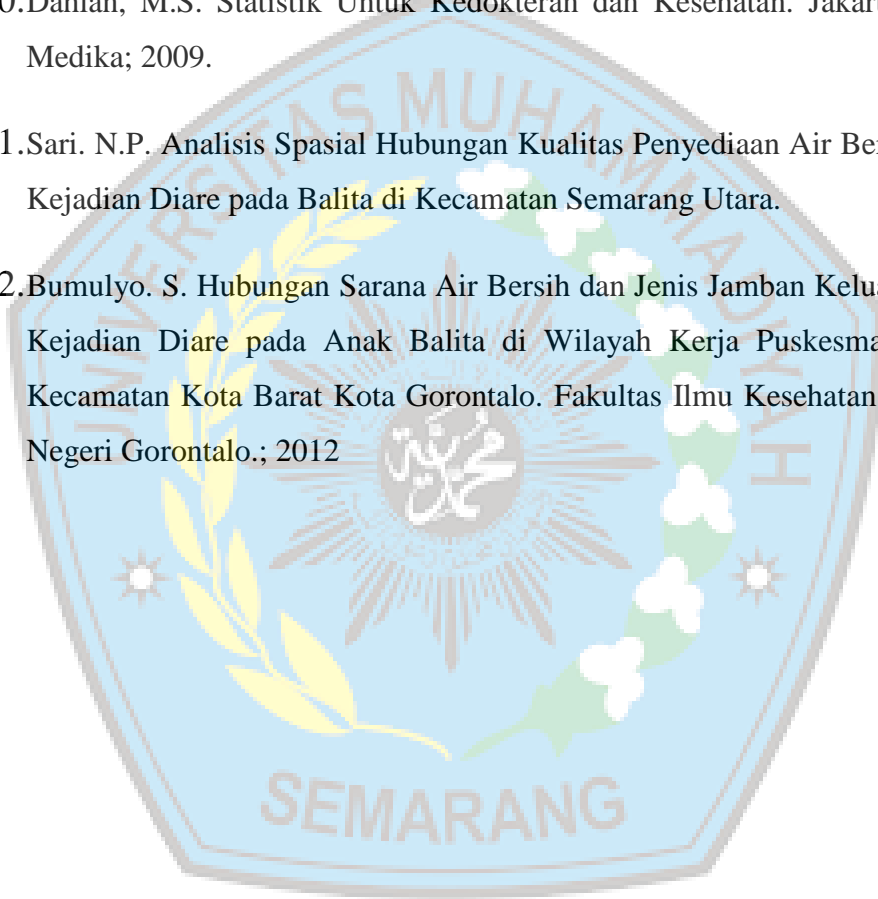 0.Dahlan, M.S. Statistik Untuk Kedokteran dan Kesehatan. Jakart
Medika; 2009.
1.Sari. N.P. Analisis Spasial Hubungan Kualitas Penyediaan Air Ber
Kejadian Diare pada Balita di Kecamatan Semarang Utara.
2.Bumulyo. S. Hubungan Sarana Air Bersih dan Jenis Jamban Kelua
Kejadian Diare pada Anak Balita di Wilayah Kerja Puskesma
Kecamatan Kota Barat Kota Gorontalo. Fakultas Ilmu Kesehatan
Negeri Gorontalo.; 2012
UNIVERSITAS MUHAMMADIYAH
SEMARANG